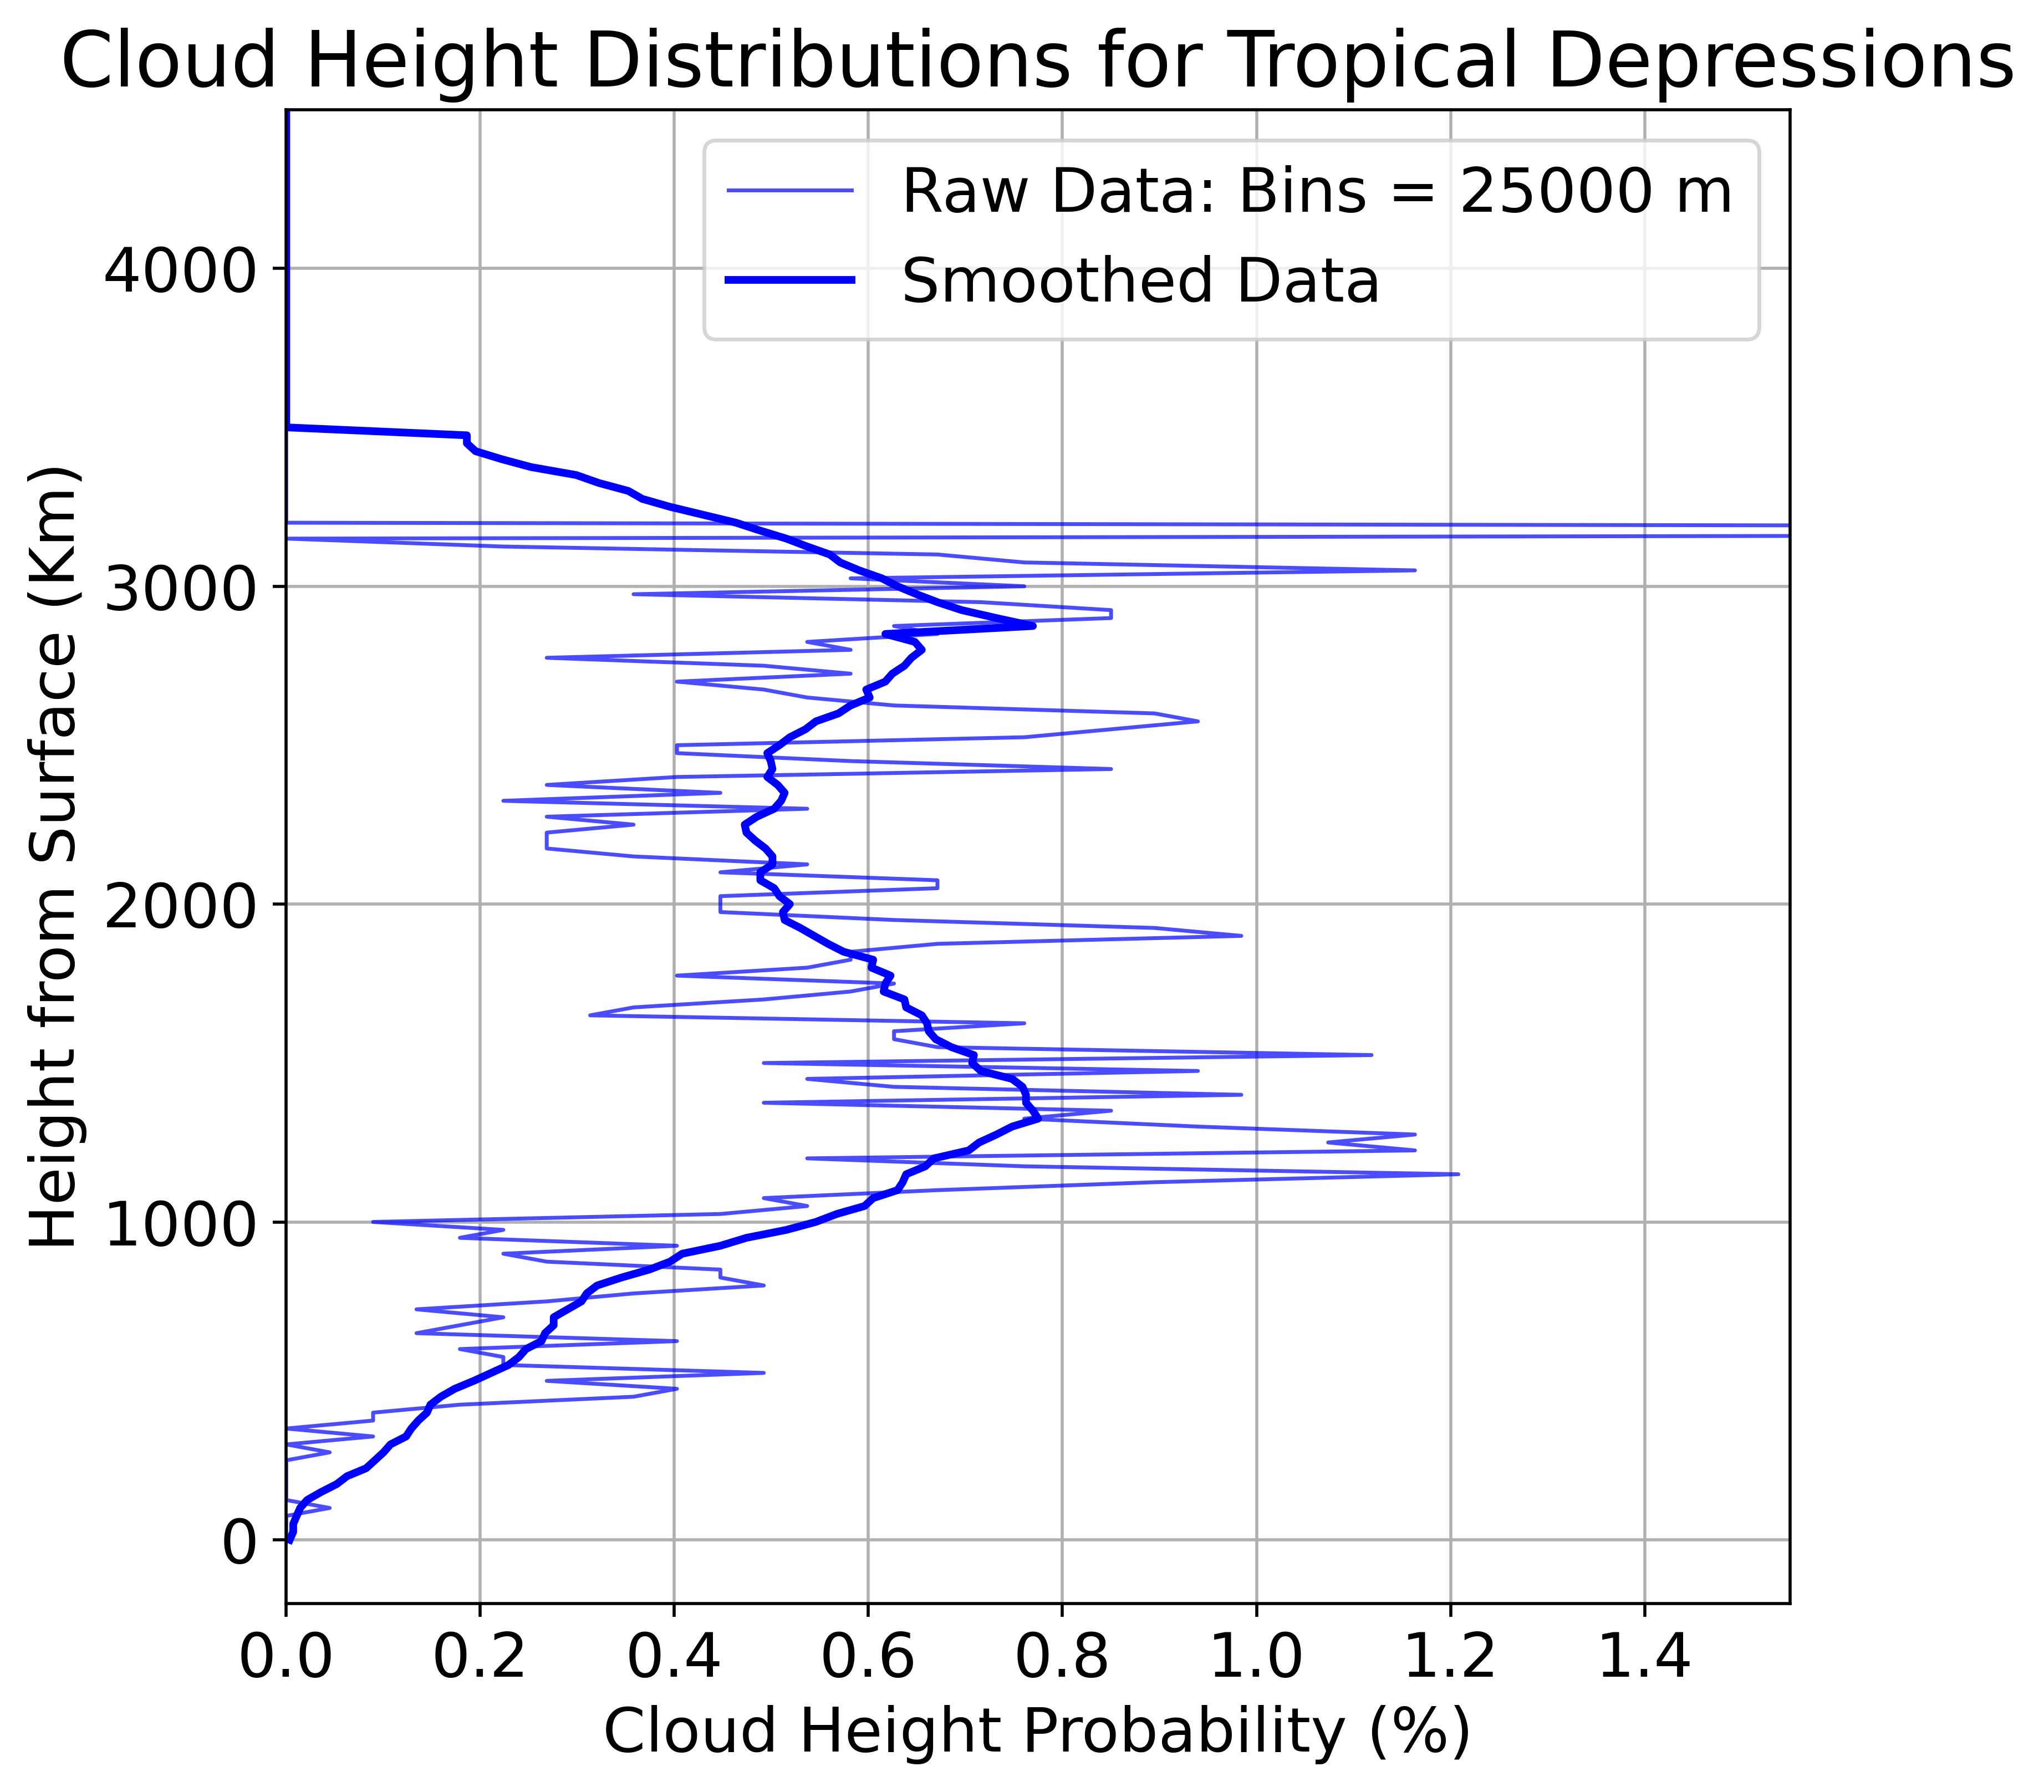 Cloud Height Distributions for Tropical Depressions
Raw Data: Bins = 25000 m
Smoothed Data
Height from Surface (Km)
4000
3000
2000
1000
0
0.0 0.2 0.4 0.6 0.8 1.0 1.2 1.4
Cloud Height Probability (%)